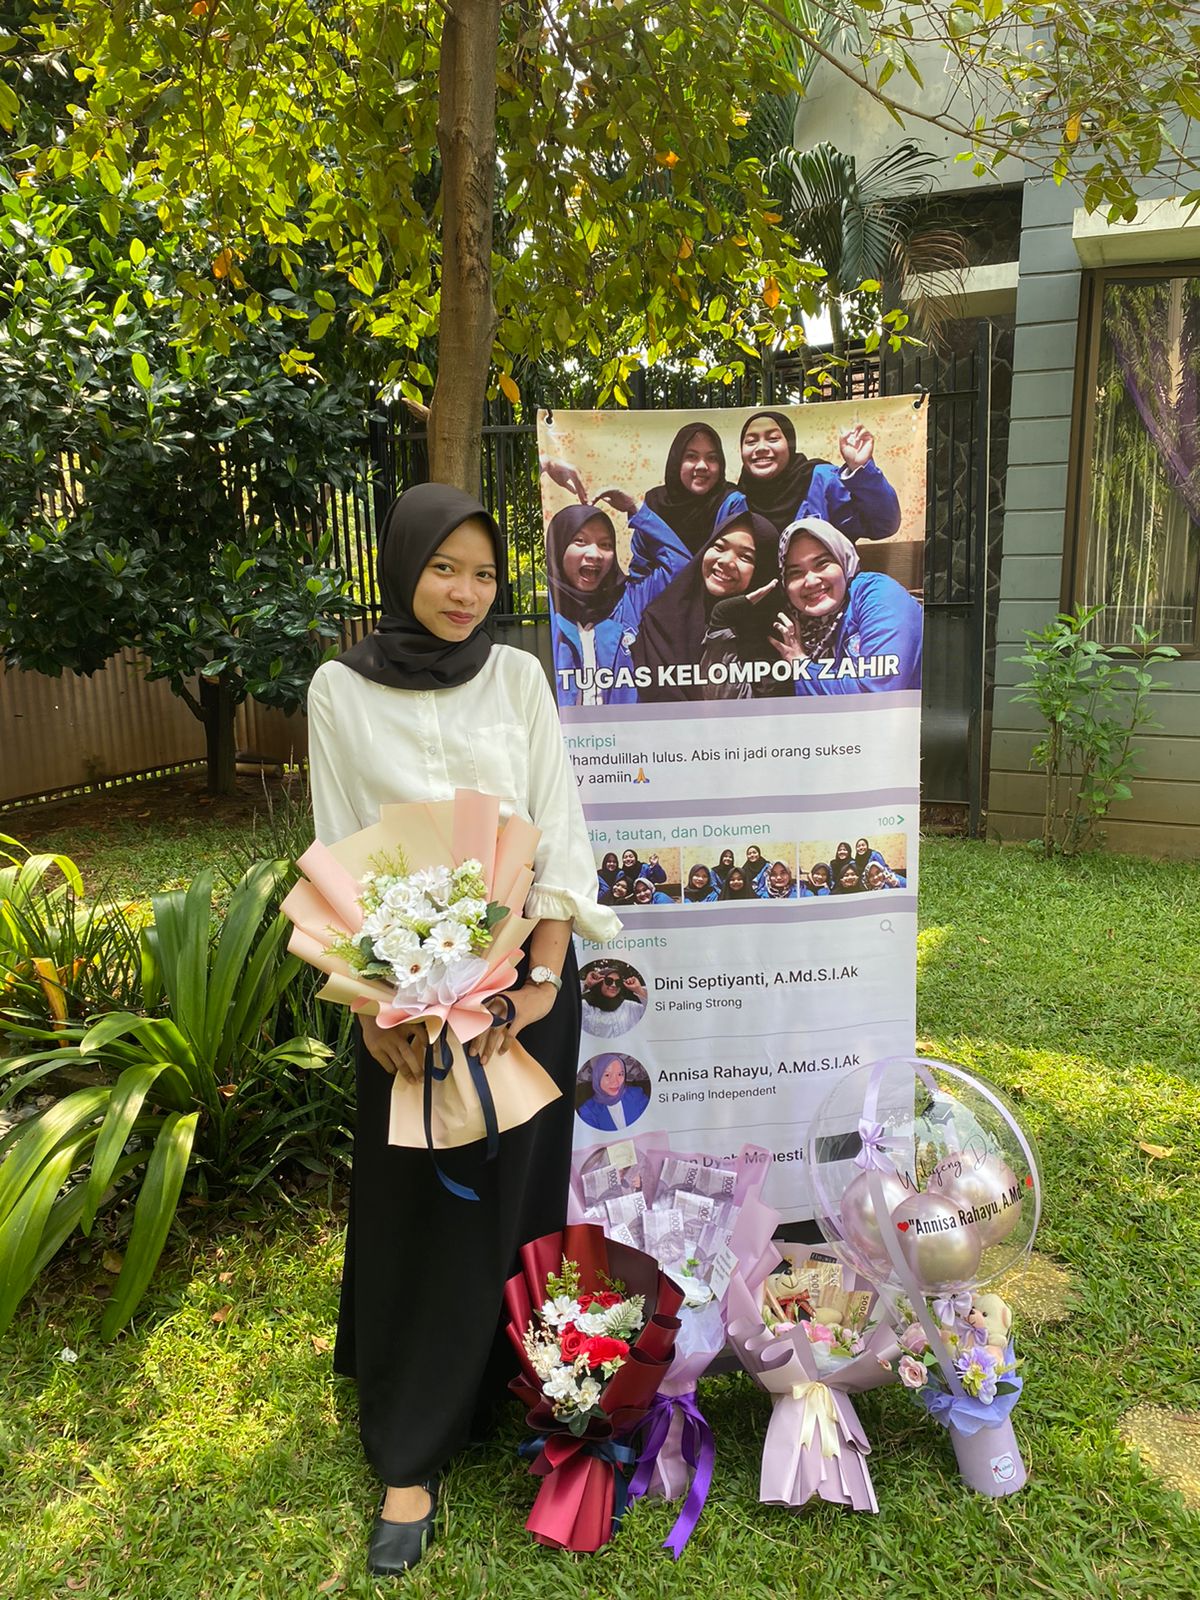 TUGAS KELOMPOK ZAHIR
nkripsi
lhamdulillah lulus. Abis ini jadi orang sukses
y aamiin🙏
dia, tautan, dan Dokumen
100 >
Participants
Dini Septiyanti, A.Md.S.I.Ak
Si Paling Strong
Annisa Rahayu, A.Md.S.I.Ak
Si Paling Independent
"Annisa Rahayu, A.Md."